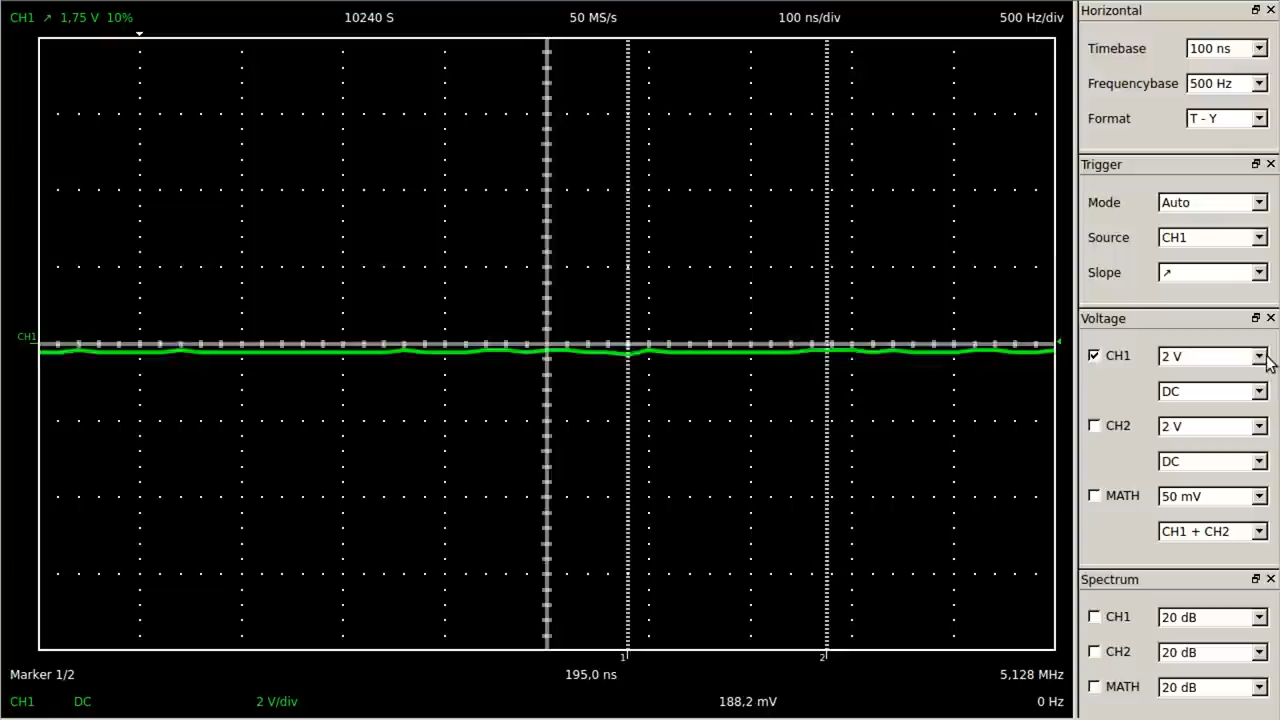 CH1 ↗ 1,75 V 10% 10240 S 50 MS/s 100 ns/div 500 Hz/div
CH1
1 2
Marker 1/2 195,0 ns 5,128 MHz
CH1 DC 2 V/div 188,2 mV 0 Hz
Horizontal
Timebase 100 ns
Frequencybase 500 Hz
Format T - Y
Trigger
Mode Auto
Source CH1
Slope ↗
Voltage
CH1 2 V
DC
CH2 2 V
DC
MATH 50 mV
CH1 + CH2
Spectrum
CH1 20 dB
CH2 20 dB
MATH 20 dB